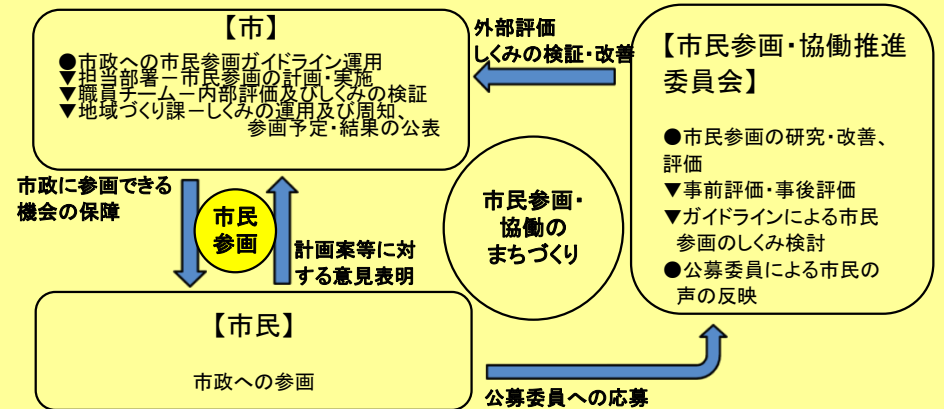 【市】
●市政への市民参画ガイドライン運用
▼担当部署－市民参画の計画・実施
▼職員チーム－内部評価及びしくみの検証
▼地域づくり課－しくみの運用及び周知、
参画予定・結果の公表
外部評価
しくみの検証・改善
【市民参画・協働推進
委員会】
●市民参画の研究・改善、
評価
▼事前評価・事後評価
▼ガイドラインによる市民
参画のしくみ検討
●公募委員による市民の
声の反映
市政に参画できる
機会の保障
市民
参画
計画案等に対
する意見表明
市民参画・
協働の
まちづくり
【市民】
市政への参画
公募委員への応募